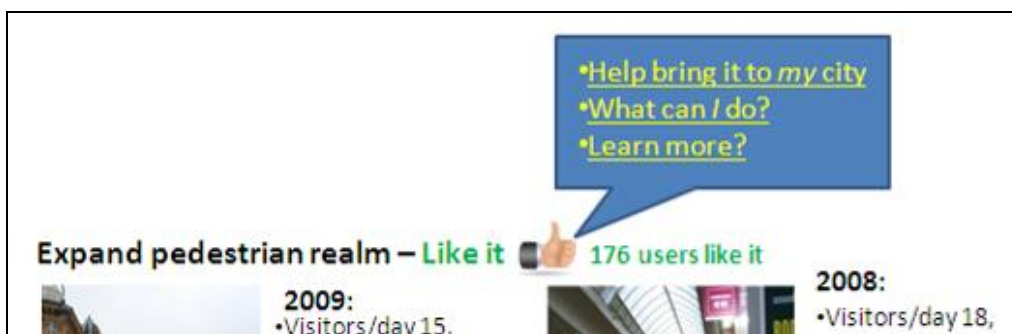 •Help bring it to my city
•What can I do?
•Learn more?
Expand pedestrian realm – Like it 176 users like it
2009:
•Visitors/day 15,
2008:
•Visitors/day 18,